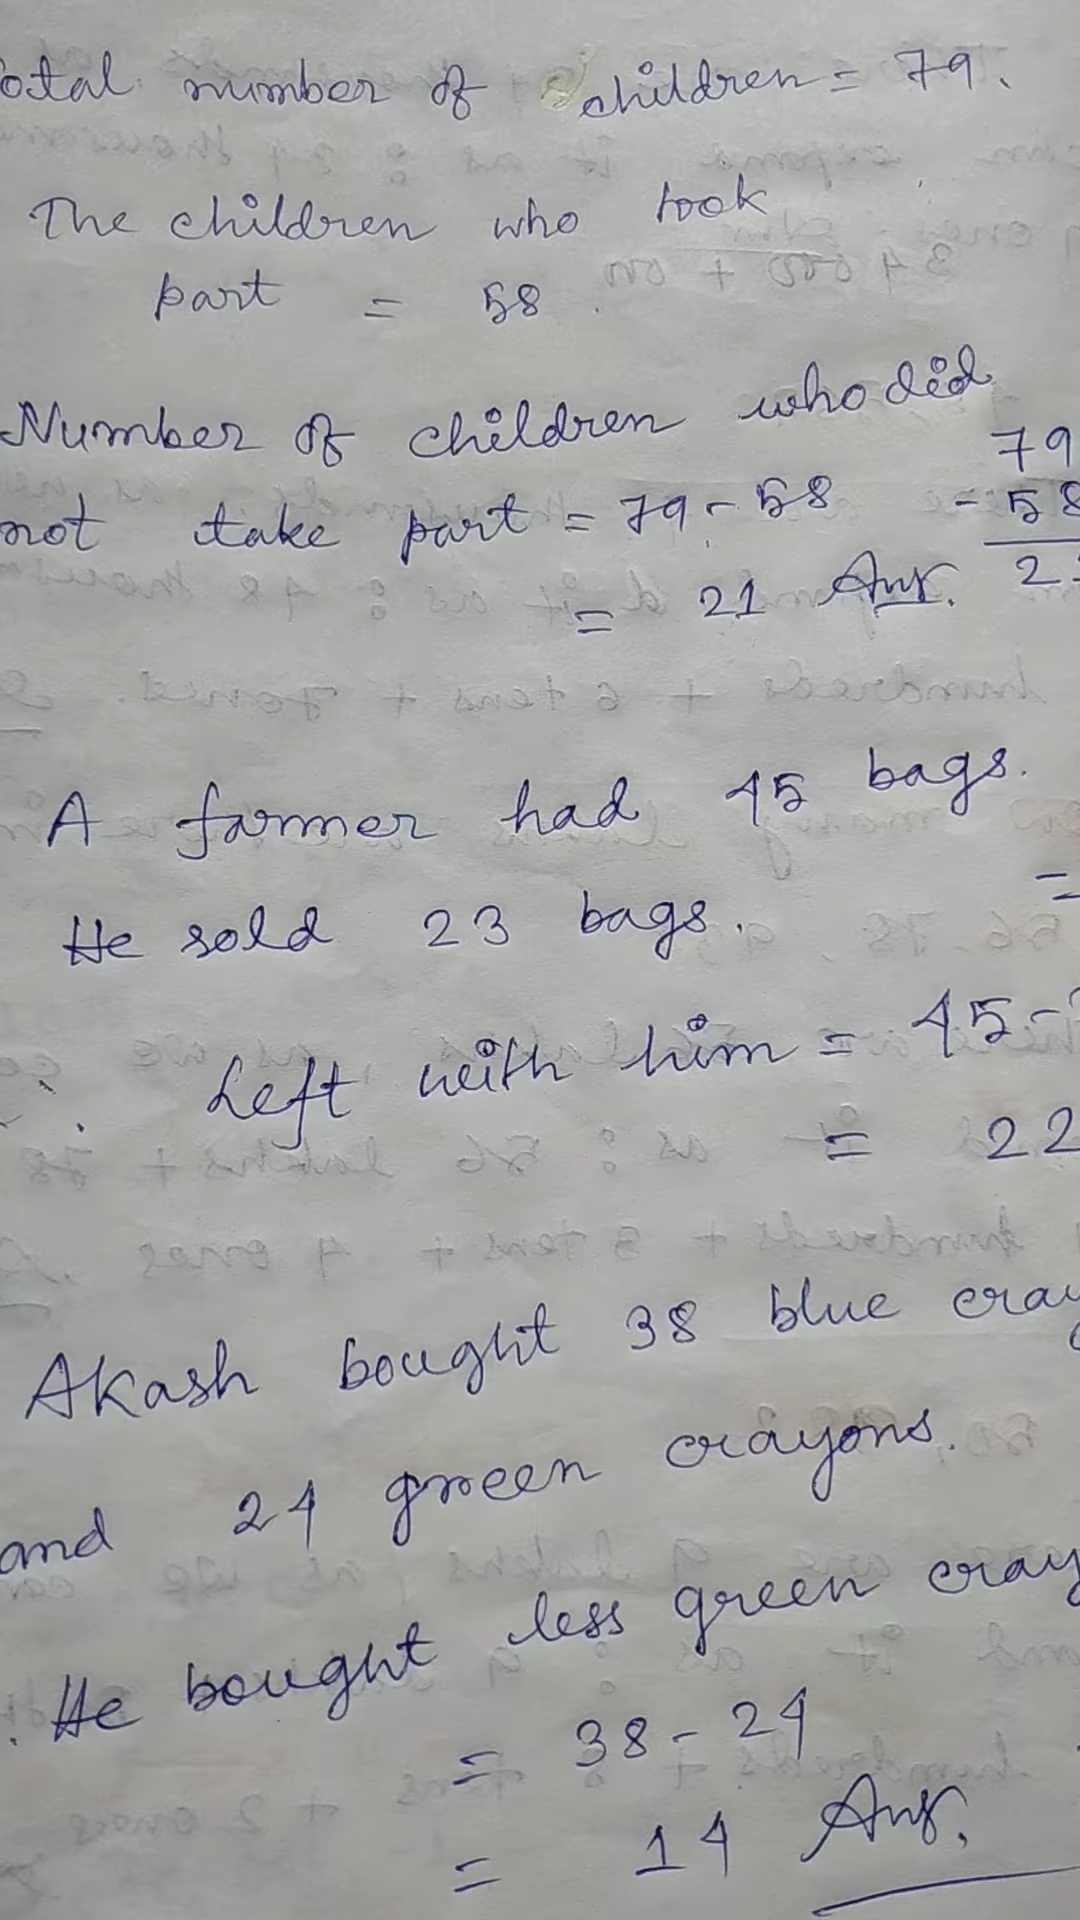 otal number of children = 79.
The children who took
part = 58.
Number of children who did
not take part = 79 - 58
79
- 58
2
= 21 Ans.
A farmer had 45 bags.
He sold 23 bags.
=
∴ Left with him = 45 -
= 22
Akash bought 38 blue cray
and 24 green crayons.
He bought less green cray
= 38 - 24
= 14 Ans.